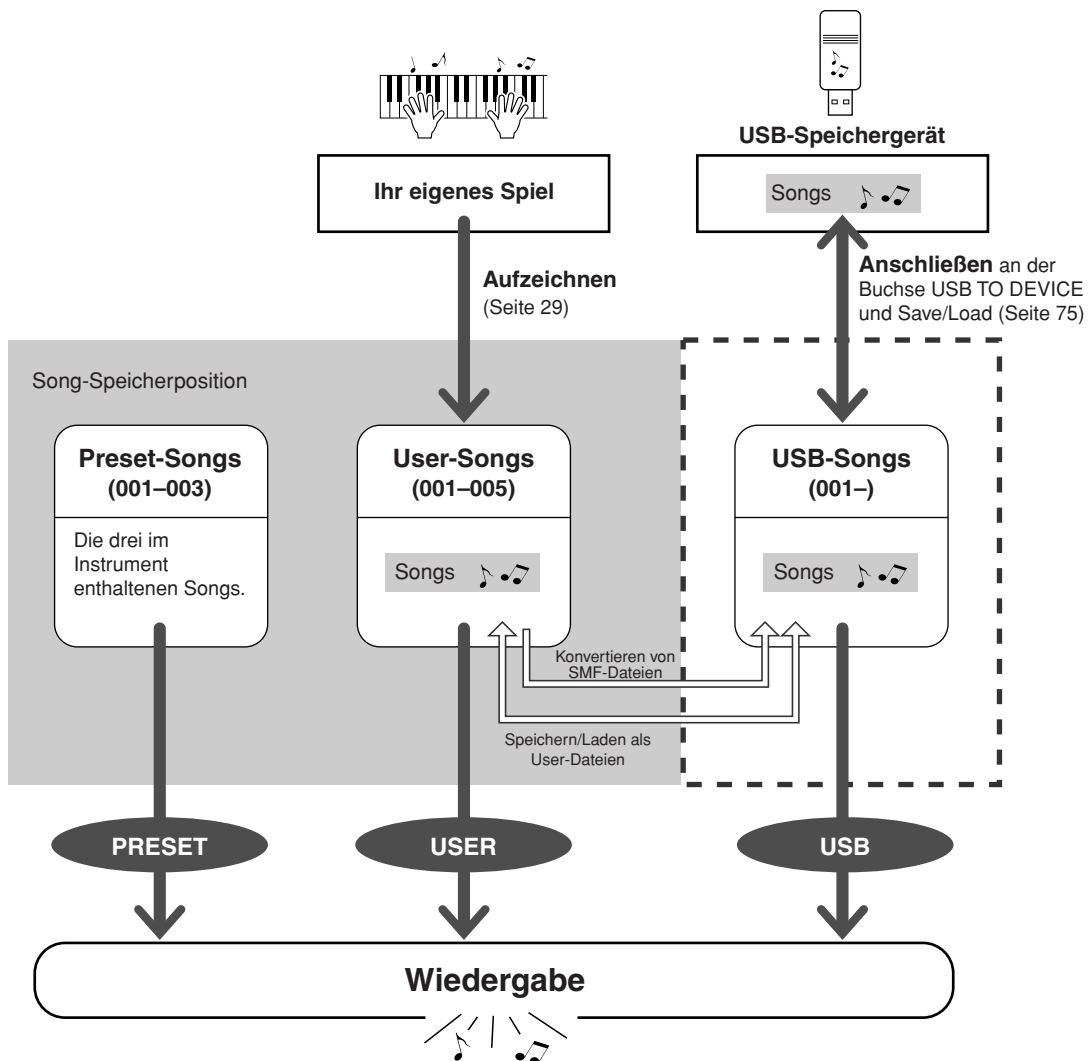 USB-Speichergerät
Ihr eigenes Spiel
Songs
Aufzeichnen
(Seite 29)
Anschließen an der
Buchse USB TO DEVICE
und Save/Load (Seite 75)
Song-Speicherposition
Preset-Songs
(001–003)
Die drei im
Instrument
enthaltenen Songs.
User-Songs
(001–005)
Songs
USB-Songs
(001–)
Songs
Konvertieren von
SMF-Dateien
Speichern/Laden als
User-Dateien
PRESET
USER
USB
Wiedergabe